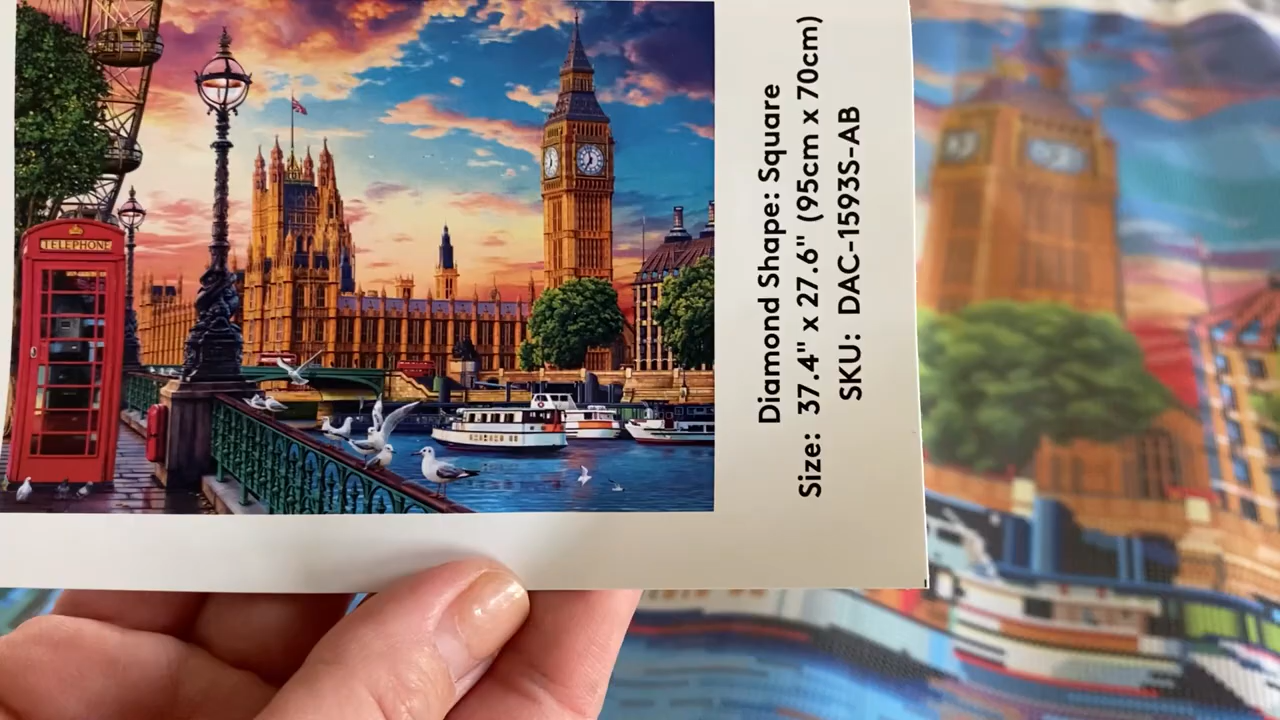 TELEPHONE
Diamond Shape: Square
Size: 37.4" x 27.6" (95cm x 70cm)
SKU: DAC-1593S-AB